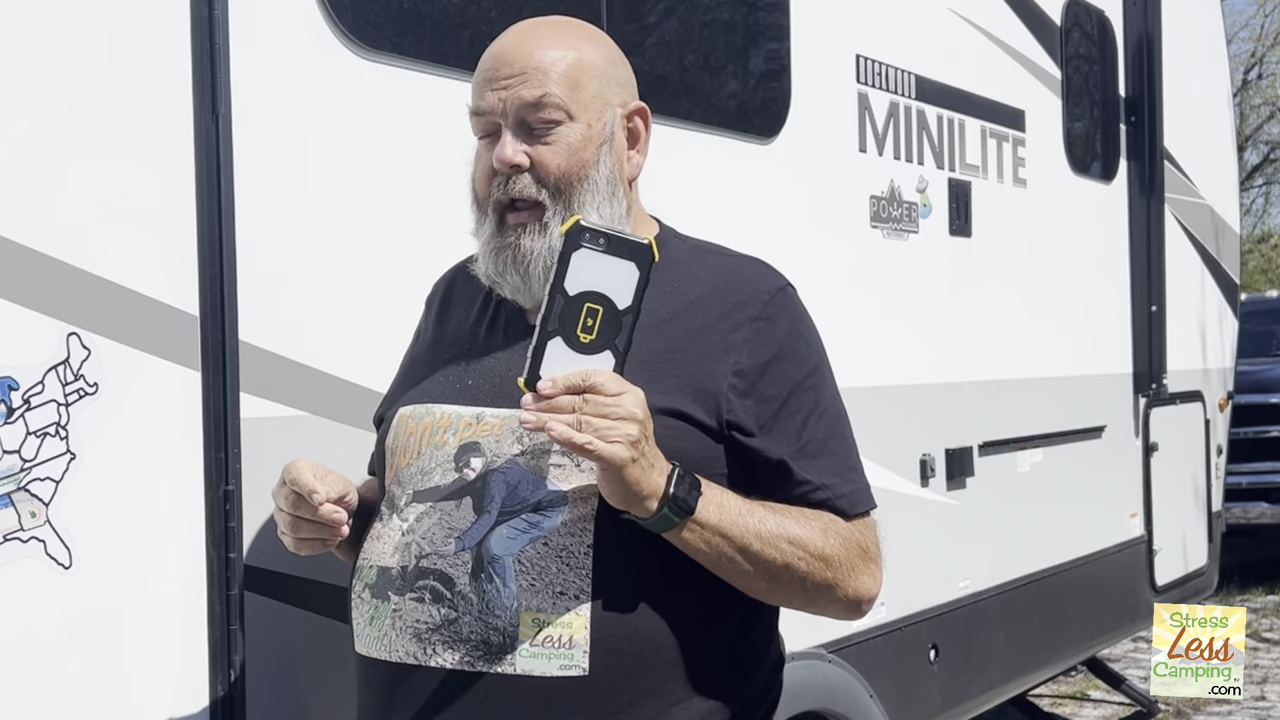 ROCKWOOD
MINILITE
POWER
Don't pet
Stress
Less
Camping
.com
Stress
Less
Camping
.com